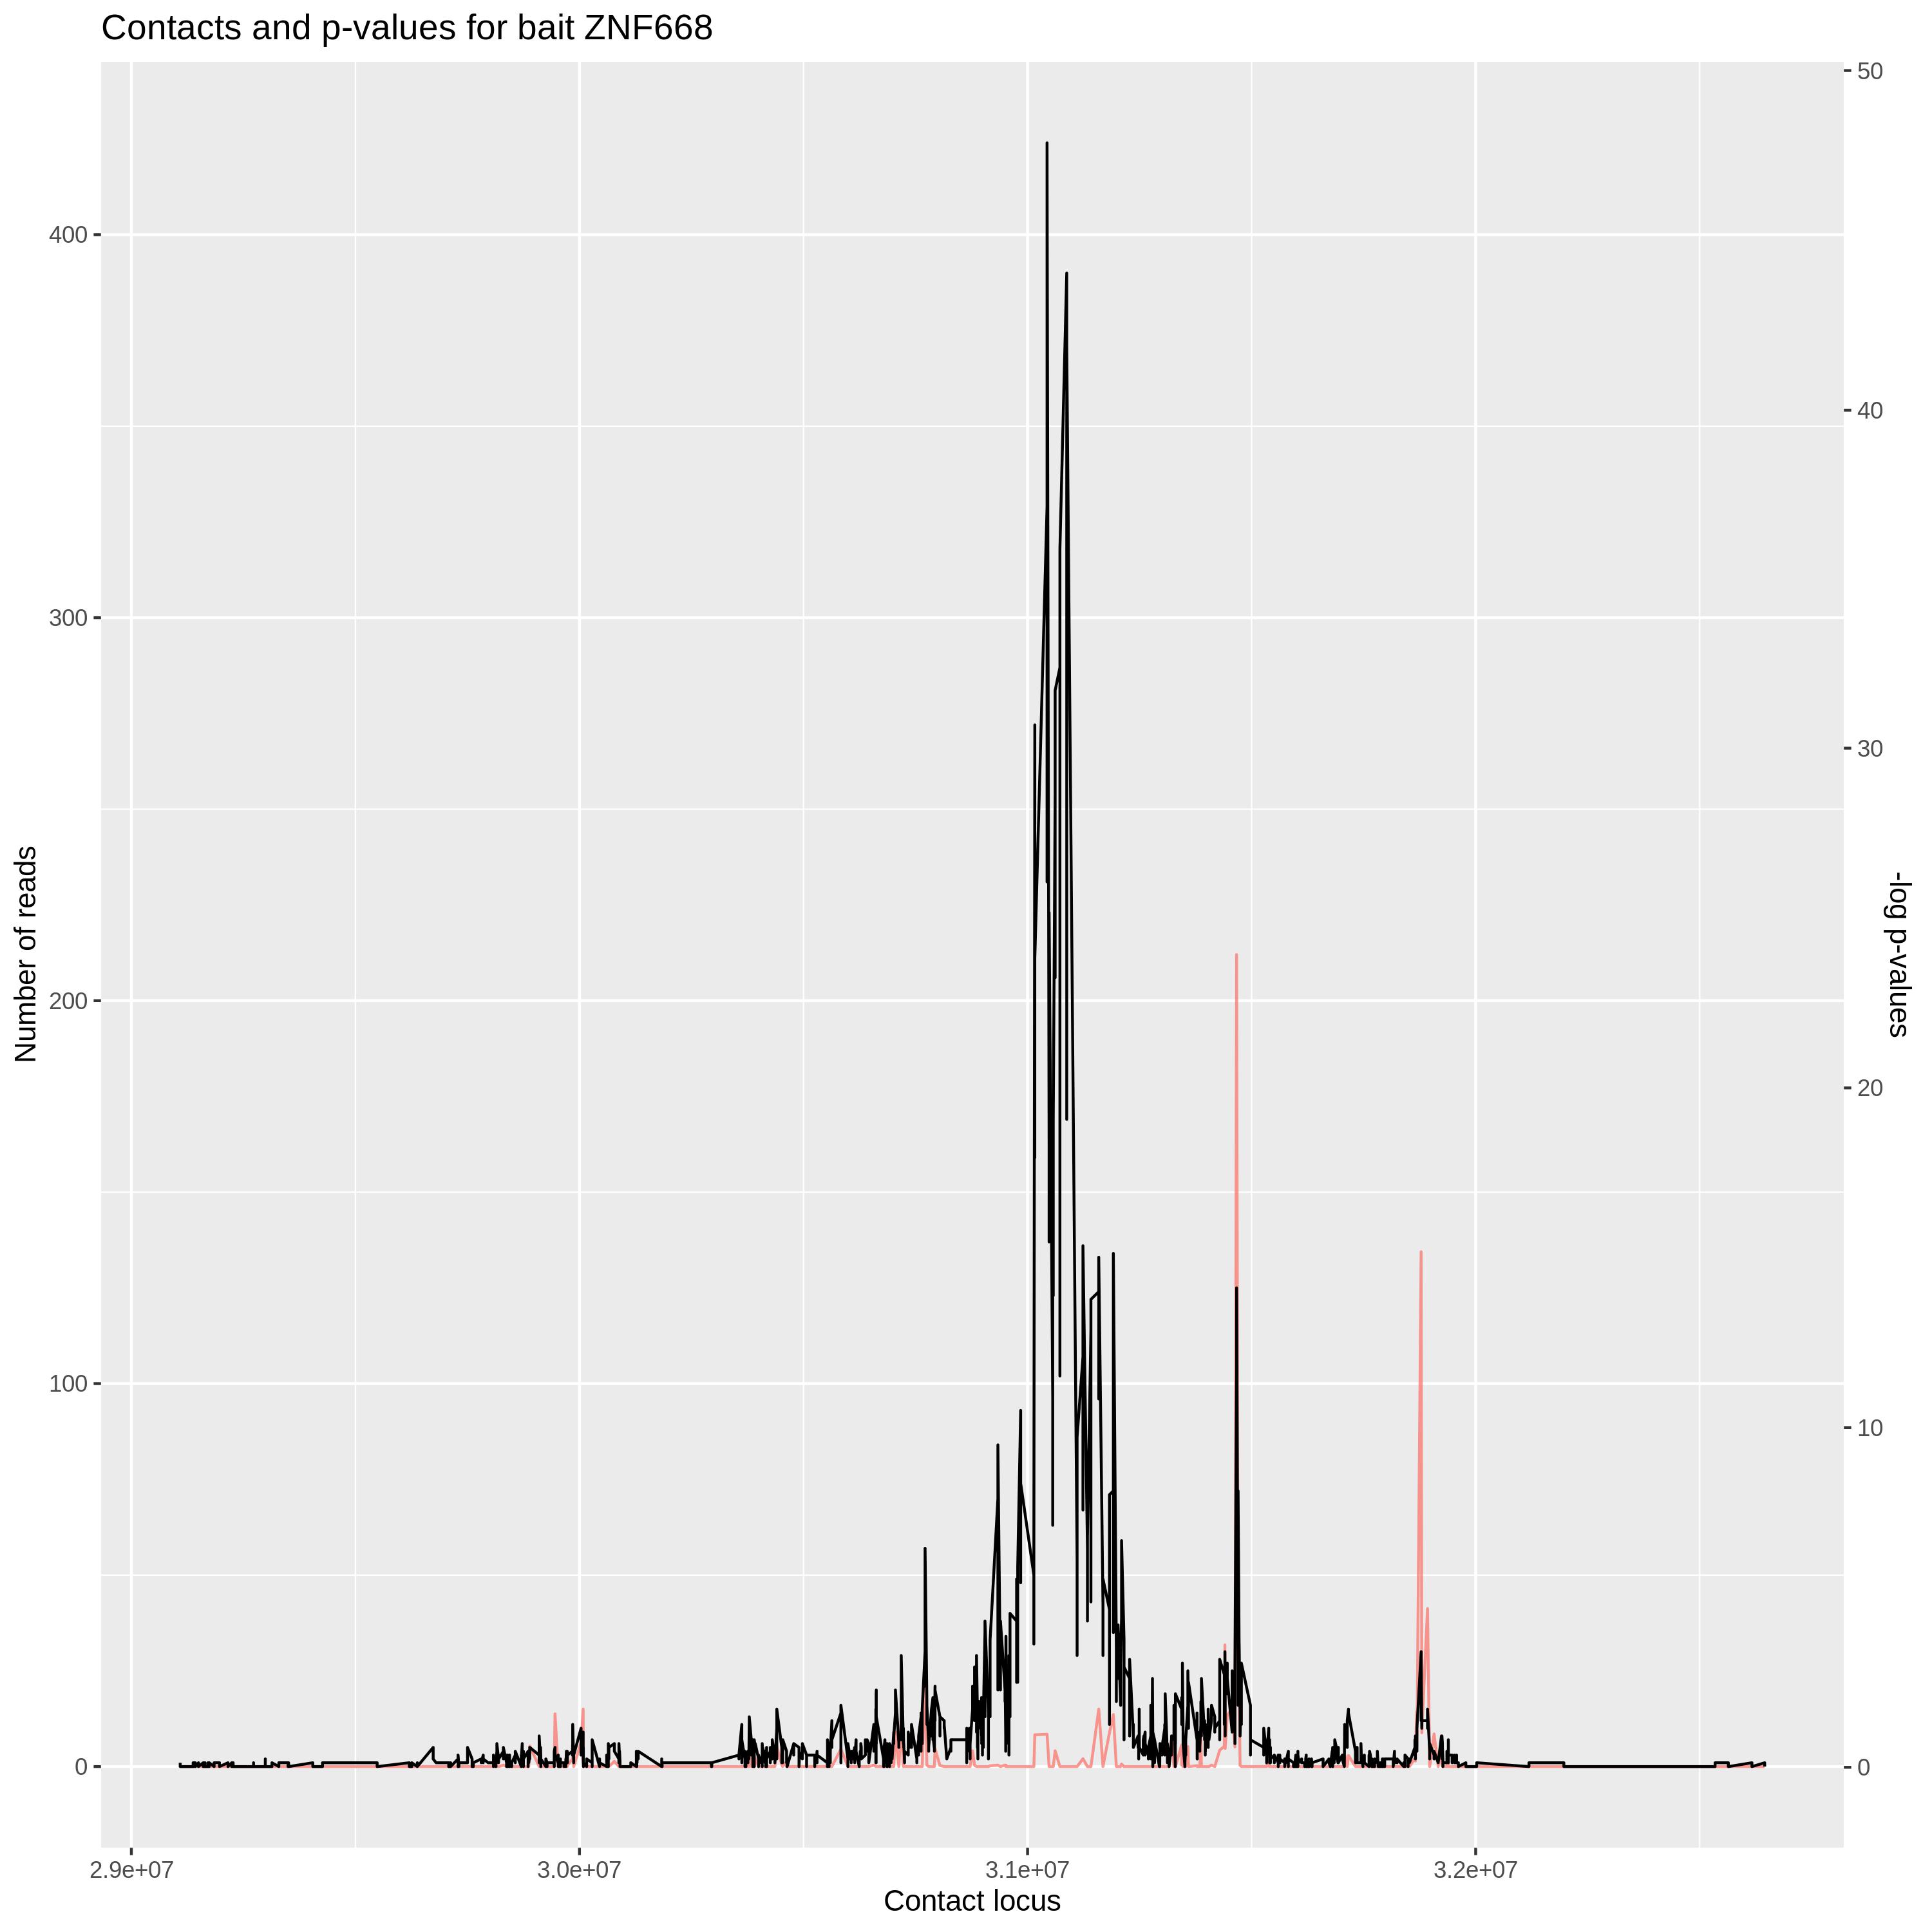 Contacts and p-values for bait ZNF668
Number of reads
400
300
200
100
0
50
40
30
20
10
0
-log p-values
2.9e+07
3.0e+07
3.1e+07
3.2e+07
Contact locus